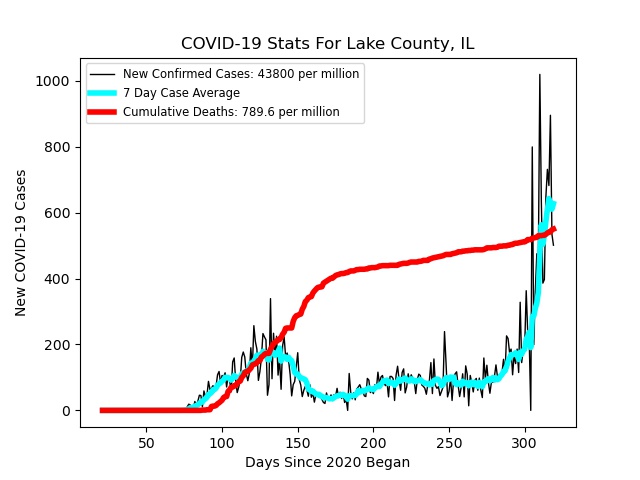 COVID-19 Stats For Lake County, IL
New Confirmed Cases: 43800 per million
7 Day Case Average
Cumulative Deaths: 789.6 per million
New COVID-19 Cases
1000
800
600
400
200
0
50 100 150 200 250 300
Days Since 2020 Began